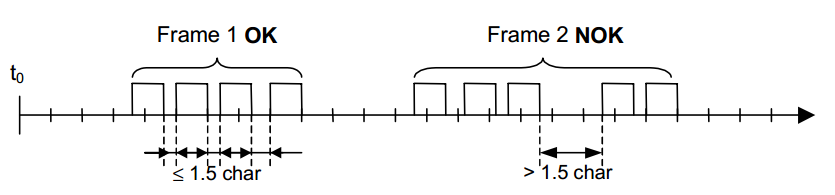 Frame 1 OK
Frame 2 NOK
t0
≤ 1.5 char
> 1.5 char